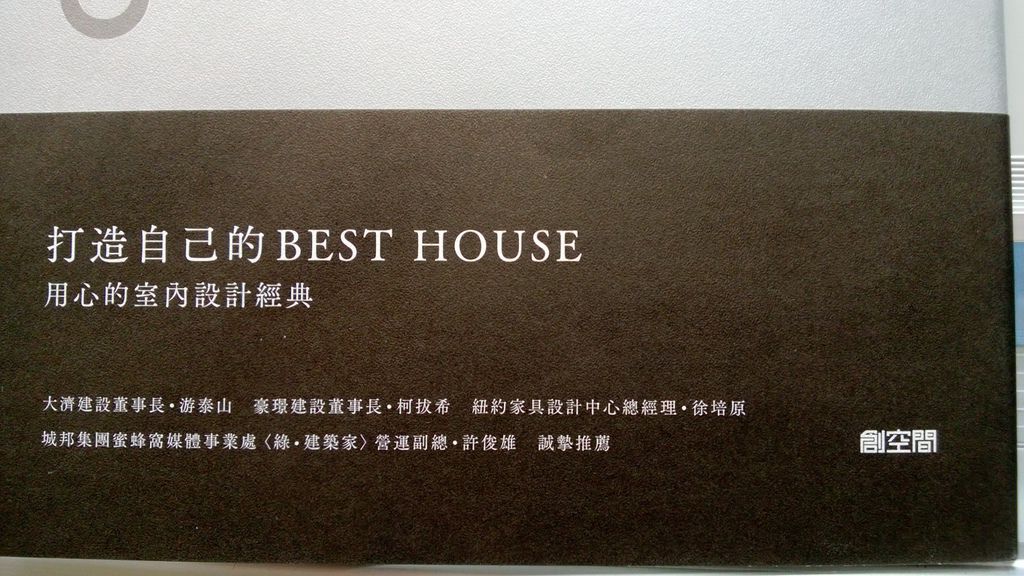 打造自己的BEST HOUSE
用心的室內設計經典
大濟建設董事長•游泰山 豪璟建設董事長•柯拔希 紐約家具設計中心總經理•徐培原
城邦集團蜜蜂窩媒體事業處〈綠•建築家〉營運副總•許俊雄 誠摯推薦
創空間